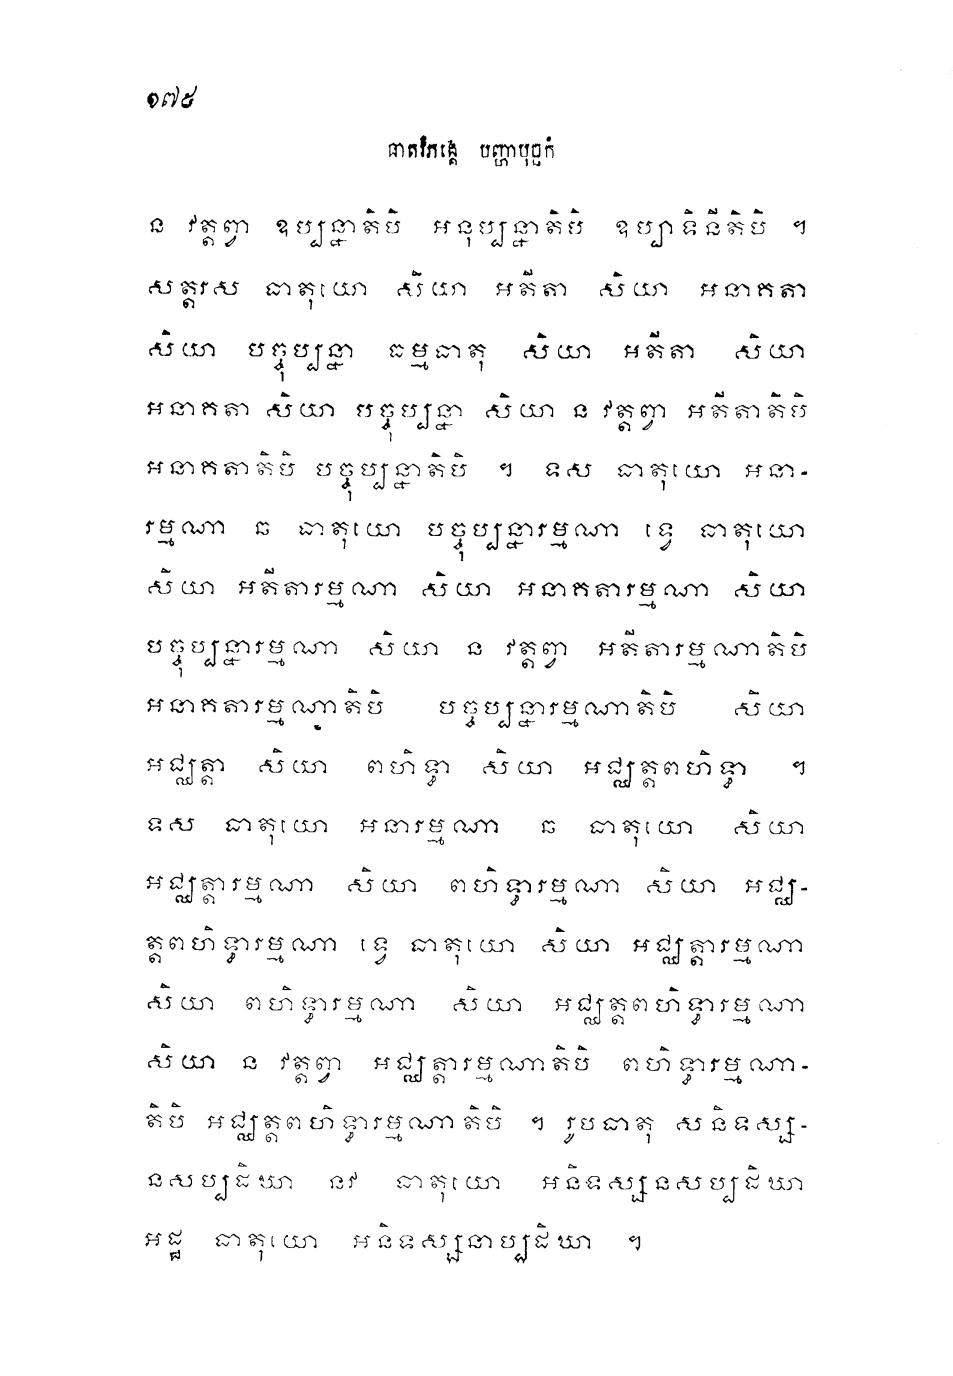 ១៧៥
ធាតុវិភង្គេ បញ្ហាបុច្ឆកំ
ន វត្តព្វា ឧប្បន្នាតិបិ អនុប្បន្នាតិបិ ឧប្បាទិនីតិបិ ។
សត្តរស ធាតុយោ សិយា អតីតា សិយា អនាគតា
សិយា បច្ចុប្បន្នា ធម្មធាតុ សិយា អតីតា សិយា
អនាគតា សិយា បច្ចុប្បន្នា សិយា ន វត្តព្វា អតីតាតិបិ
អនាគតាតិបិ បច្ចុប្បន្នាតិបិ ។ ទស ធាតុយោ អនា-
រម្មណា ឆ ធាតុយោ បច្ចុប្បន្នារម្មណា ទ្វេ ធាតុយោ
សិយា អតីតារម្មណា សិយា អនាគតារម្មណា សិយា
បច្ចុប្បន្នារម្មណា សិយា ន វត្តព្វា អតីតារម្មណាតិបិ
អនាគតារម្មណាតិបិ បច្ចុប្បន្នារម្មណាតិបិ សិយា
អជ្ឈត្តា សិយា ពហិទ្ធា សិយា អជ្ឈត្តពហិទ្ធា ។
ទស ធាតុយោ អនារម្មណា ឆ ធាតុយោ សិយា
អជ្ឈត្តារម្មណា សិយា ពហិទ្ធារម្មណា សិយា អជ្ឈ-
ត្តពហិទ្ធារម្មណា ទ្វេ ធាតុយោ សិយា អជ្ឈត្តារម្មណា
សិយា ពហិទ្ធារម្មណា សិយា អជ្ឈត្តពហិទ្ធារម្មណា
សិយា ន វត្តព្វា អជ្ឈត្តារម្មណាតិបិ ពហិទ្ធារម្មណា-
តិបិ អជ្ឈត្តពហិទ្ធារម្មណាតិបិ ។ រូបធាតុ សនិទស្ស-
នសប្បដិឃា នវ ធាតុយោ អនិទស្សនសប្បដិឃា
អដ្ឋ ធាតុយោ អនិទស្សនាប្បដិឃា ។